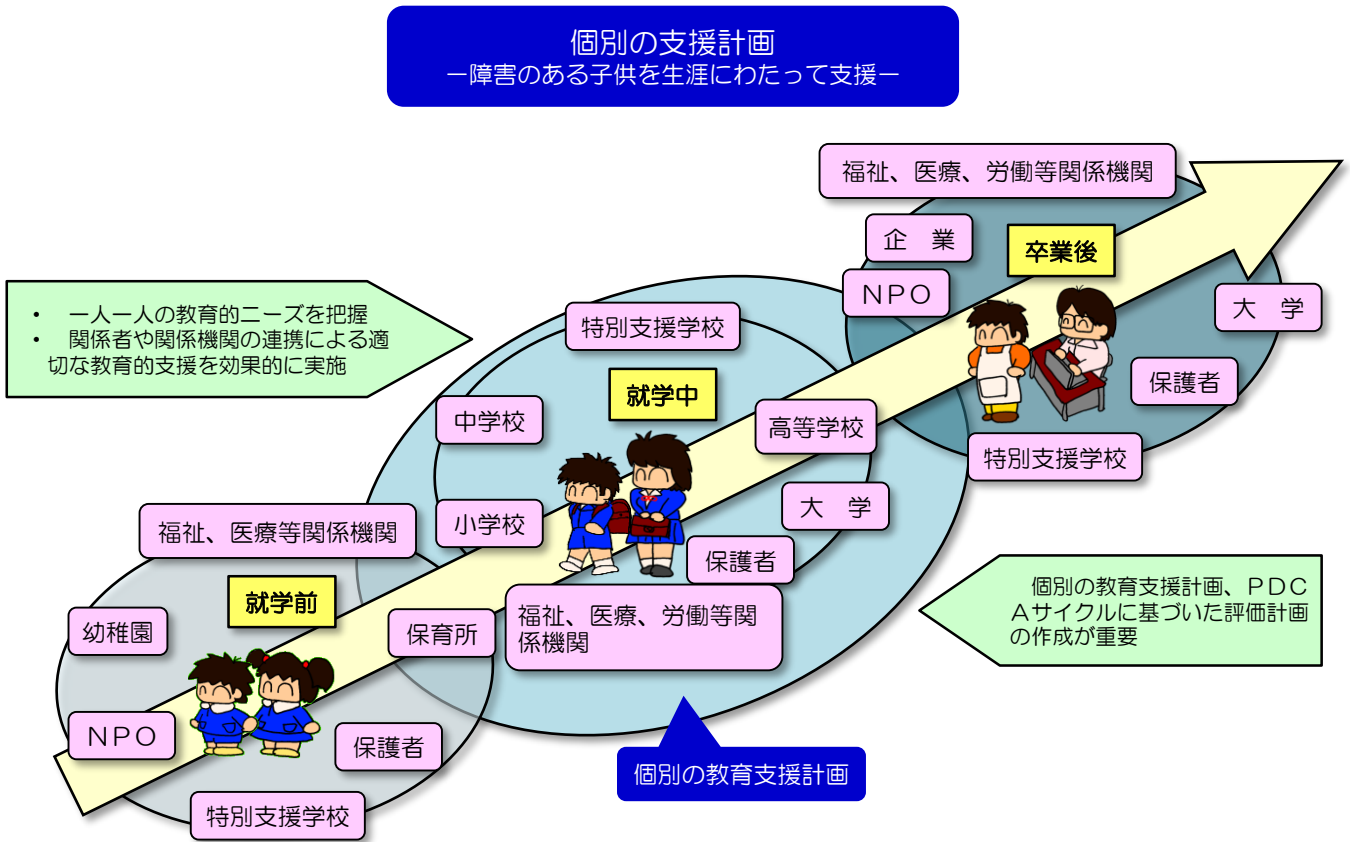 個別の支援計画
ー障害のある子供を生涯にわたって支援ー
福祉、医療、労働等関係機関
企　業
卒業後
NPO
大　学
保護者
特別支援学校
・　一人一人の教育的ニーズを把握
・　関係者や関係機関の連携による適
切な教育的支援を効果的に実施
特別支援学校
就学中
中学校
高等学校
小学校
大　学
保護者
福祉、医療、労働等関
係機関
福祉、医療等関係機関
就学前
幼稚園
保育所
NPO
保護者
特別支援学校
個別の教育支援計画、PDC
Aサイクルに基づいた評価計画
の作成が重要
個別の教育支援計画